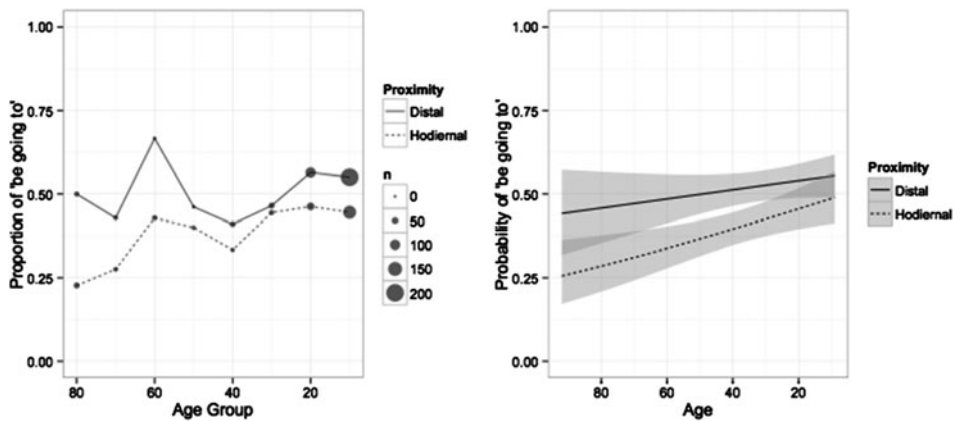 Proportion of 'be going to'
1.00
0.75
0.50
0.25
0.00
80
60
40
20
Age Group
Proximity
Distal
Hodiernal
n
0
50
100
150
200
Probability of 'be going to'
1.00
0.75
0.50
0.25
0.00
80
60
40
20
Age
Proximity
Distal
Hodiernal